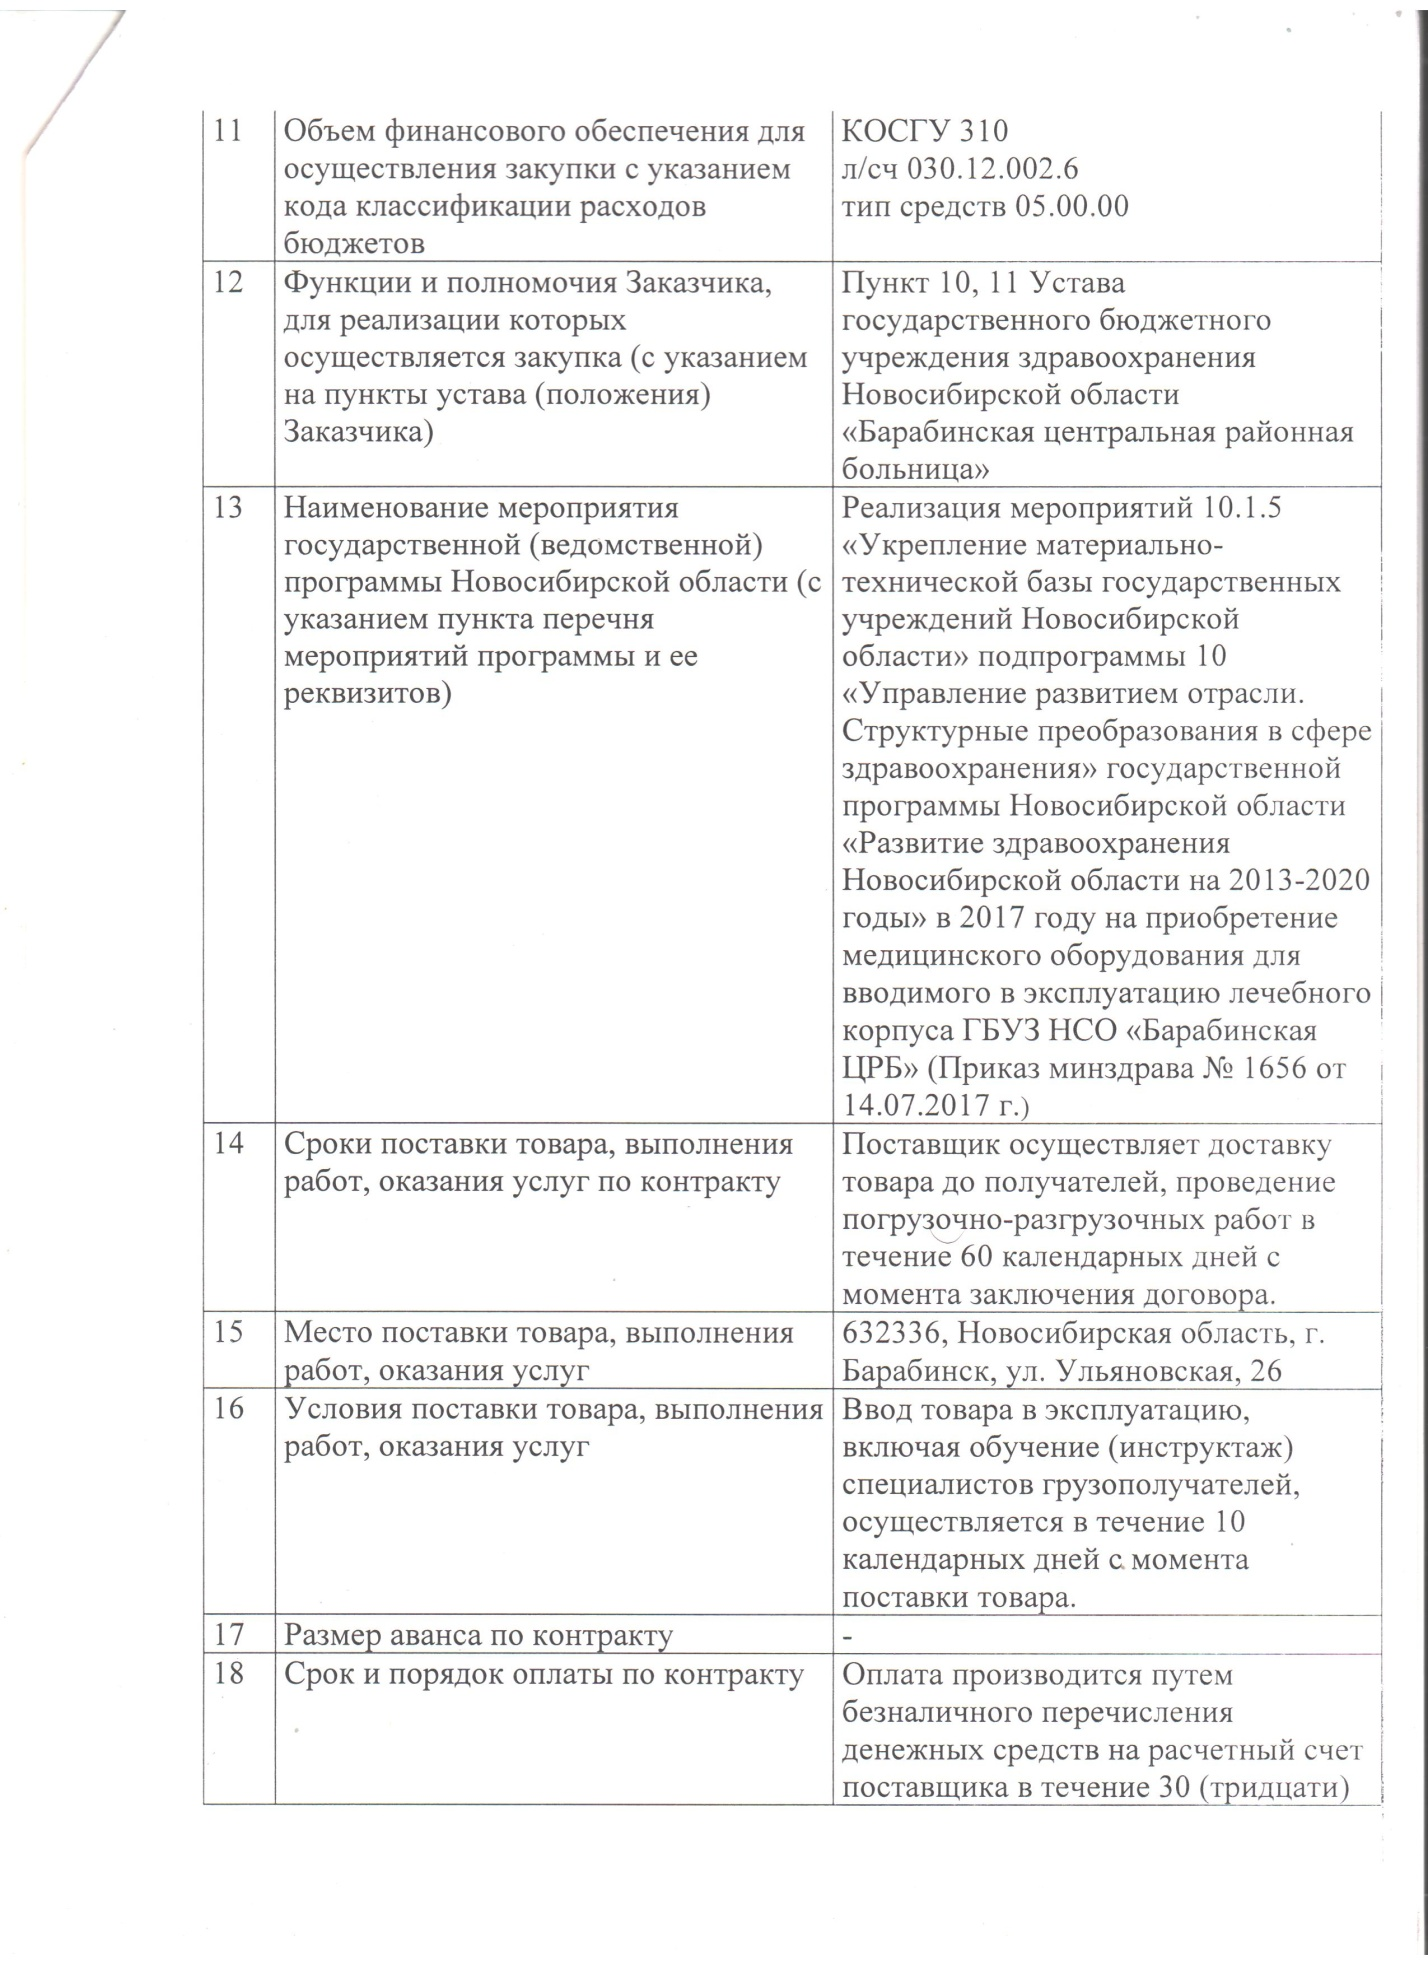 11
Объем финансового обеспечения для
осуществления закупки с указанием
кода классификации расходов
бюджетов
КОСГУ 310
л/сч 030.12.002.6
тип средств 05.00.00
12
Функции и полномочия Заказчика,
для реализации которых
осуществляется закупка (с указанием
на пункты устава (положения)
Заказчика)
Пункт 10, 11 Устава
государственного бюджетного
учреждения здравоохранения
Новосибирской области
«Барабинская центральная районная
больница»
13
Наименование мероприятия
государственной (ведомственной)
программы Новосибирской области (с
указанием пункта перечня
мероприятий программы и ее
реквизитов)
Реализация мероприятий 10.1.5
«Укрепление материально-
технической базы государственных
учреждений Новосибирской
области» подпрограммы 10
«Управление развитием отрасли.
Структурные преобразования в сфере
здравоохранения» государственной
программы Новосибирской области
«Развитие здравоохранения
Новосибирской области на 2013-2020
годы» в 2017 году на приобретение
медицинского оборудования для
вводимого в эксплуатацию лечебного
корпуса ГБУЗ НСО «Барабинская
ЦРБ» (Приказ минздрава № 1656 от
14.07.2017 г.)
14
Сроки поставки товара, выполнения
работ, оказания услуг по контракту
Поставщик осуществляет доставку
товара до получателей, проведение
погрузочно-разгрузочных работ в
течение 60 календарных дней с
момента заключения договора.
15
Место поставки товара, выполнения
работ, оказания услуг
632336, Новосибирская область, г.
Барабинск, ул. Ульяновская, 26
16
Условия поставки товара, выполнения
работ, оказания услуг
Ввод товара в эксплуатацию,
включая обучение (инструктаж)
специалистов грузополучателей,
осуществляется в течение 10
календарных дней с момента
поставки товара.
17
Размер аванса по контракту
-
18
Срок и порядок оплаты по контракту
Оплата производится путем
безналичного перечисления
денежных средств на расчетный счет
поставщика в течение 30 (тридцати)